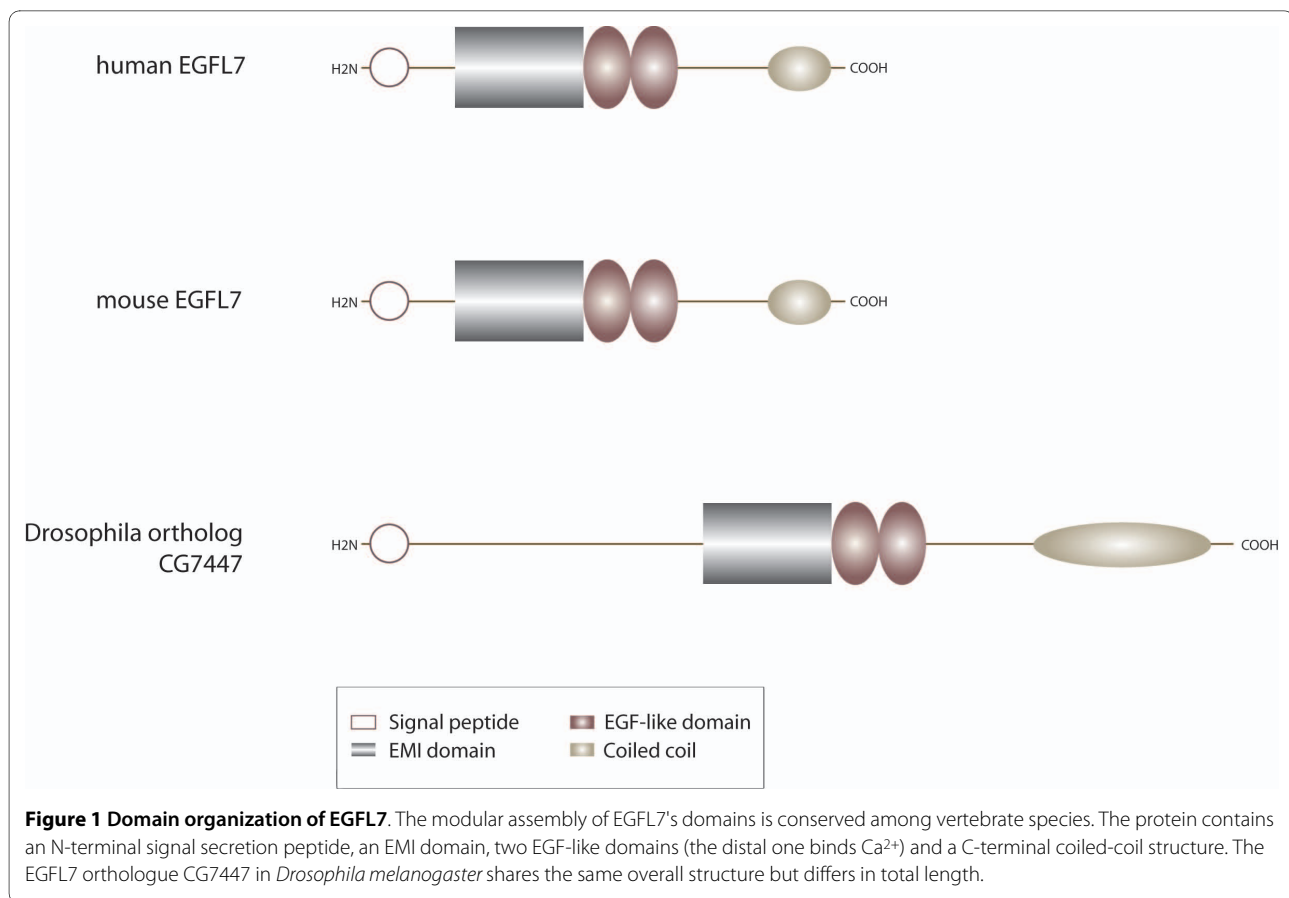 human EGFL7
H2N
COOH
mouse EGFL7
H2N
COOH
Drosophila ortholog
CG7447
H2N
COOH
Signal peptide
EGF-like domain
EMI domain
Coiled coil
Figure 1 Domain organization of EGFL7. The modular assembly of EGFL7's domains is conserved among vertebrate species. The protein contains
an N-terminal signal secretion peptide, an EMI domain, two EGF-like domains (the distal one binds Ca²⁺) and a C-terminal coiled-coil structure. The
EGFL7 orthologue CG7447 in Drosophila melanogaster shares the same overall structure but differs in total length.